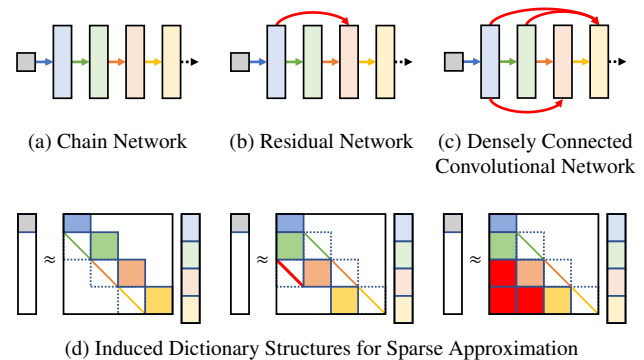 (a) Chain Network
(b) Residual Network
(c) Densely Connected
Convolutional Network
≈
≈
≈
(d) Induced Dictionary Structures for Sparse Approximation